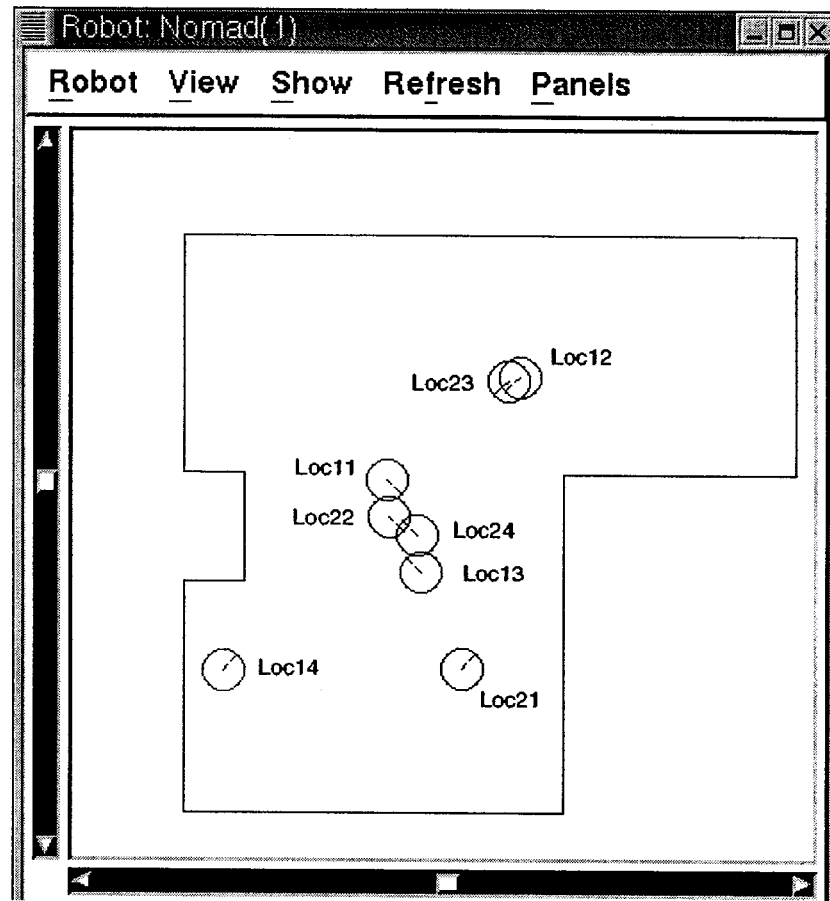 Robot: Nomad(1)
Robot View Show Refresh Panels
Loc12
Loc23
Loc11
Loc22
Loc24
Loc13
Loc14
Loc21